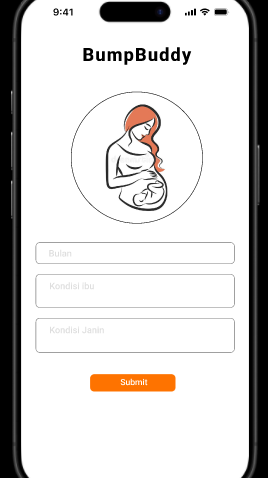 9:41
BumpBuddy
Bulan
Kondisi Ibu
Kondisi Janin
Submit